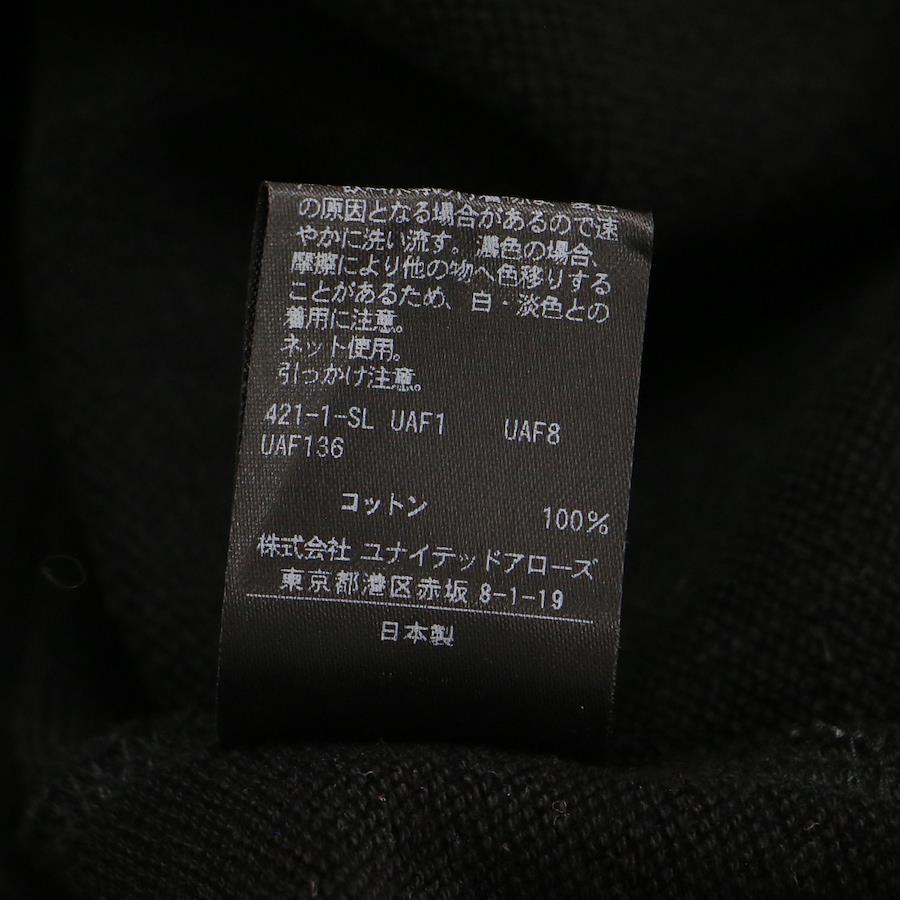 の原因となる場合があるので速
やかに洗い流す。濃色の場合、
摩擦により他の物へ色移りする
ことがあるため、白・淡色との
着用に注意。
ネット使用。
引っかけ注意。
421-1-SL UAF1 UAF8
UAF136
コットン 100%
株式会社 ユナイテッドアローズ
東京都港区赤坂 8-1-19
日本製